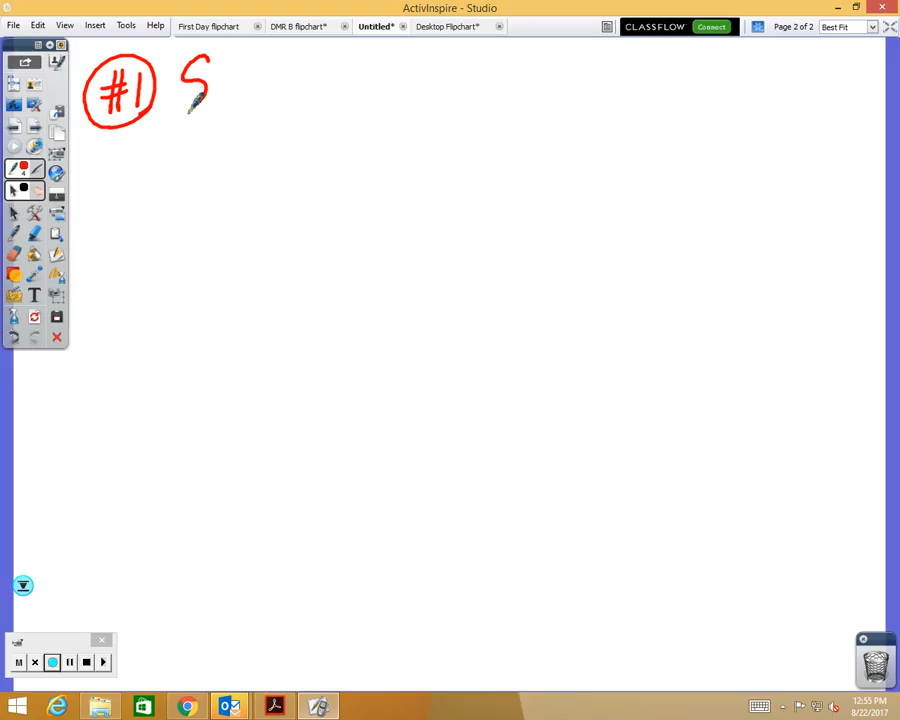 ActivInspire - Studio
File Edit View Insert Tools Help First Day flipchart DMR B flipchart* Untitled* Desktop Flipchart* CLASSFLOW Connect Page 2 of 2 Best Fit
#1 S
4
T
M
12:55 PM
8/22/2017